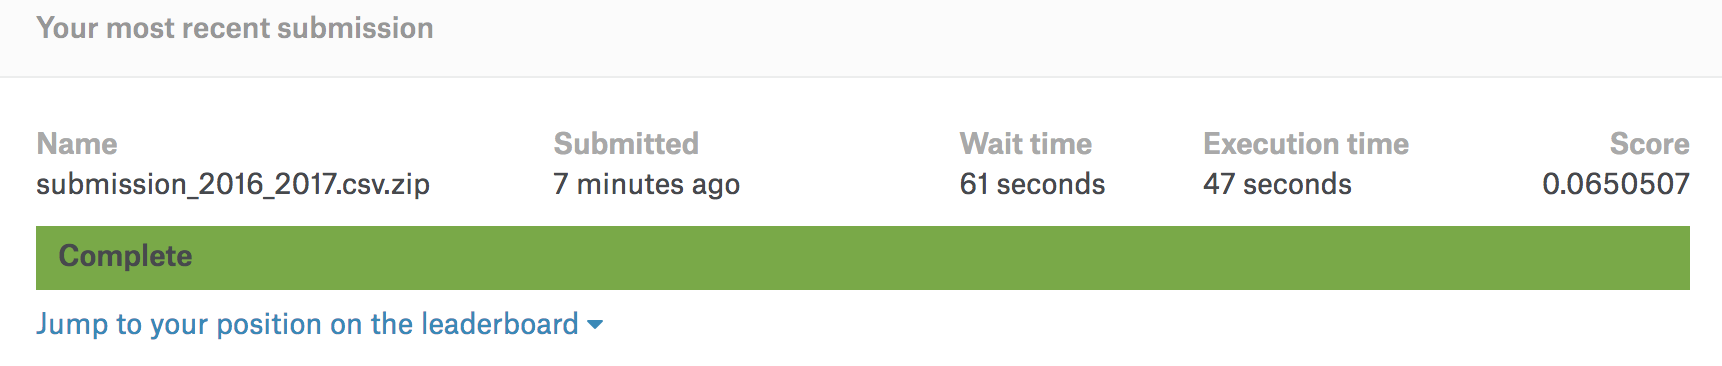 Your most recent submission
Name Submitted Wait time Execution time Score
submission_2016_2017.csv.zip 7 minutes ago 61 seconds 47 seconds 0.0650507
Complete
Jump to your position on the leaderboard